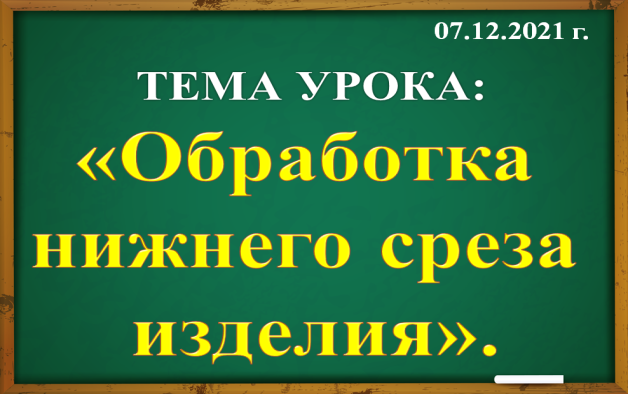 07.12.2021 г.
ТЕМА УРОКА:
«Обработка
нижнего среза
изделия».